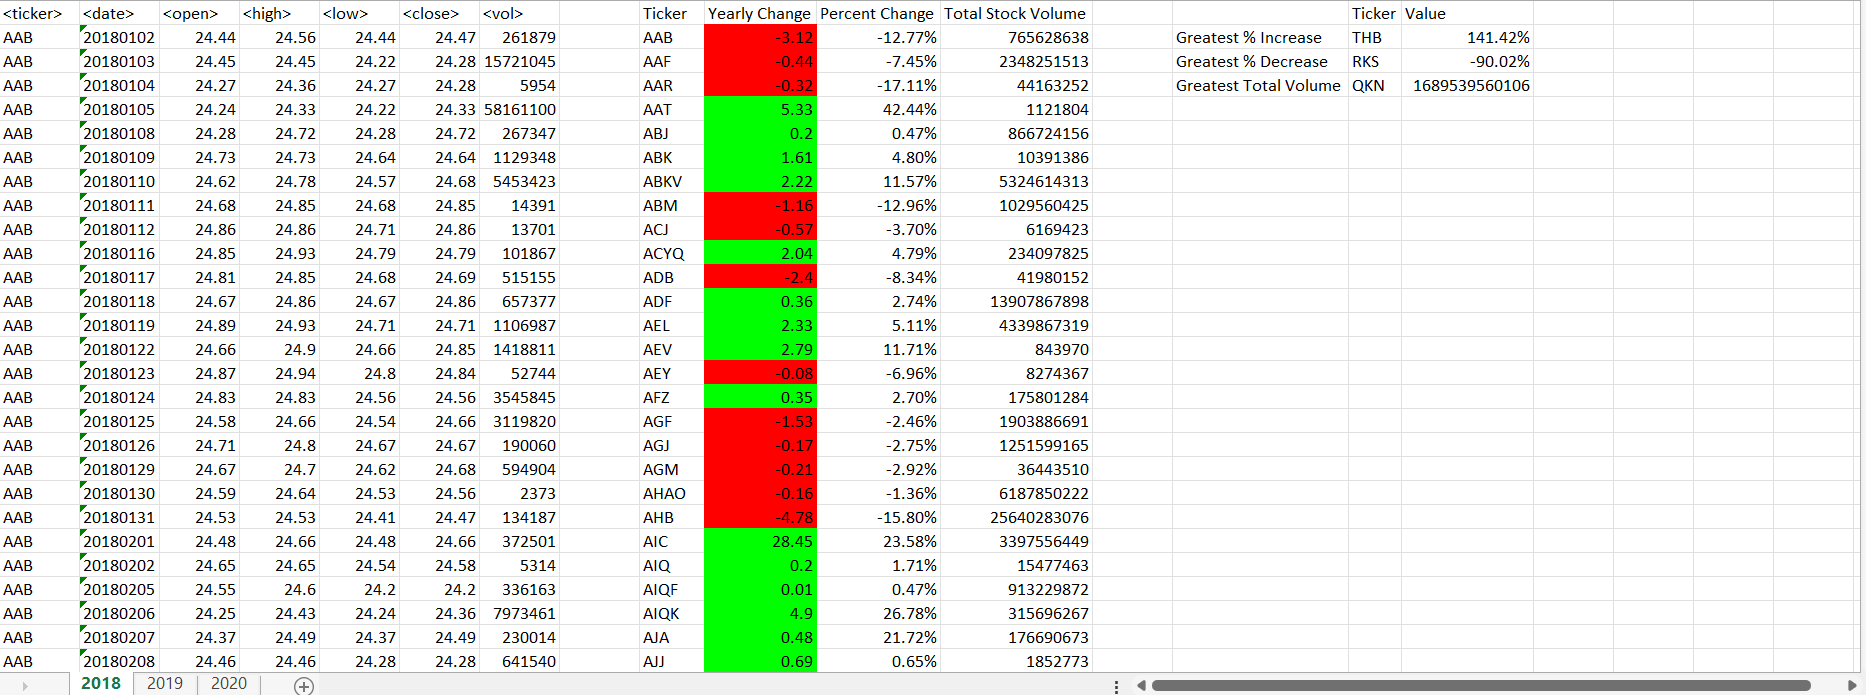 <ticker> <date> <open> <high> <low> <close> <vol> Ticker Yearly Change Percent Change Total Stock Volume Ticker Value
AAB 20180102 24.44 24.56 24.44 24.47 261879 AAB -3.12 -12.77% 765628638 Greatest % Increase THB 141.42%
AAB 20180103 24.45 24.45 24.22 24.28 15721045 AAF -0.44 -7.45% 2348251513 Greatest % Decrease RKS -90.02%
AAB 20180104 24.27 24.36 24.27 24.28 5954 AAR -0.32 -17.11% 44163252 Greatest Total Volume QKN 1689539560106
AAB 20180105 24.24 24.33 24.22 24.33 58161100 AAT 5.33 42.44% 1121804
AAB 20180108 24.28 24.72 24.28 24.72 267347 ABJ 0.2 0.47% 866724156
AAB 20180109 24.73 24.73 24.64 24.64 1129348 ABK 1.61 4.80% 10391386
AAB 20180110 24.62 24.78 24.57 24.68 5453423 ABKV 2.22 11.57% 5324614313
AAB 20180111 24.68 24.85 24.68 24.85 14391 ABM -1.16 -12.96% 1029560425
AAB 20180112 24.86 24.86 24.71 24.86 13701 ACJ -0.57 -3.70% 6169423
AAB 20180116 24.85 24.93 24.79 24.79 101867 ACYQ 2.04 4.79% 234097825
AAB 20180117 24.81 24.85 24.68 24.69 515155 ADB -2.4 -8.34% 41980152
AAB 20180118 24.67 24.86 24.67 24.86 657377 ADF 0.36 2.74% 13907867898
AAB 20180119 24.89 24.93 24.71 24.71 1106987 AEL 2.33 5.11% 4339867319
AAB 20180122 24.66 24.9 24.66 24.85 1418811 AEV 2.79 11.71% 843970
AAB 20180123 24.87 24.94 24.8 24.84 52744 AEY -0.08 -6.96% 8274367
AAB 20180124 24.83 24.83 24.56 24.56 3545845 AFZ 0.35 2.70% 175801284
AAB 20180125 24.58 24.66 24.54 24.66 3119820 AGF -1.53 -2.46% 1903886691
AAB 20180126 24.71 24.8 24.67 24.67 190060 AGJ -0.17 -2.75% 1251599165
AAB 20180129 24.67 24.7 24.62 24.68 594904 AGM -0.21 -2.92% 36443510
AAB 20180130 24.59 24.64 24.53 24.56 2373 AHAO -0.16 -1.36% 6187850222
AAB 20180131 24.53 24.53 24.41 24.47 134187 AHB -4.78 -15.80% 25640283076
AAB 20180201 24.48 24.66 24.48 24.66 372501 AIC 28.45 23.58% 3397556449
AAB 20180202 24.65 24.65 24.54 24.58 5314 AIQ 0.2 1.71% 15477463
AAB 20180205 24.55 24.6 24.2 24.2 336163 AIQF 0.01 0.47% 913229872
AAB 20180206 24.25 24.43 24.24 24.36 7973461 AIQK 4.9 26.78% 315696267
AAB 20180207 24.37 24.49 24.37 24.49 230014 AJA 0.48 21.72% 176690673
AAB 20180208 24.46 24.46 24.28 24.28 641540 AJJ 0.69 0.65% 1852773
2018 2019 2020